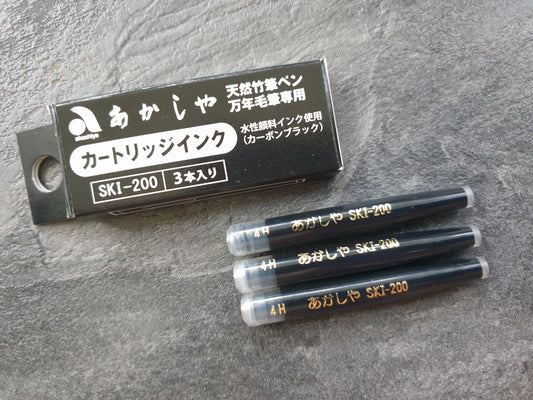 akashiya
あかしや
天然竹筆ペン
万年毛筆専用
カートリッジインク
水性顔料インク使用
(カーボンブラック)
SKI-200
3本入り
4H あかしや SKI-200
4H あかしや SKI-200
4H あかしや SKI-200